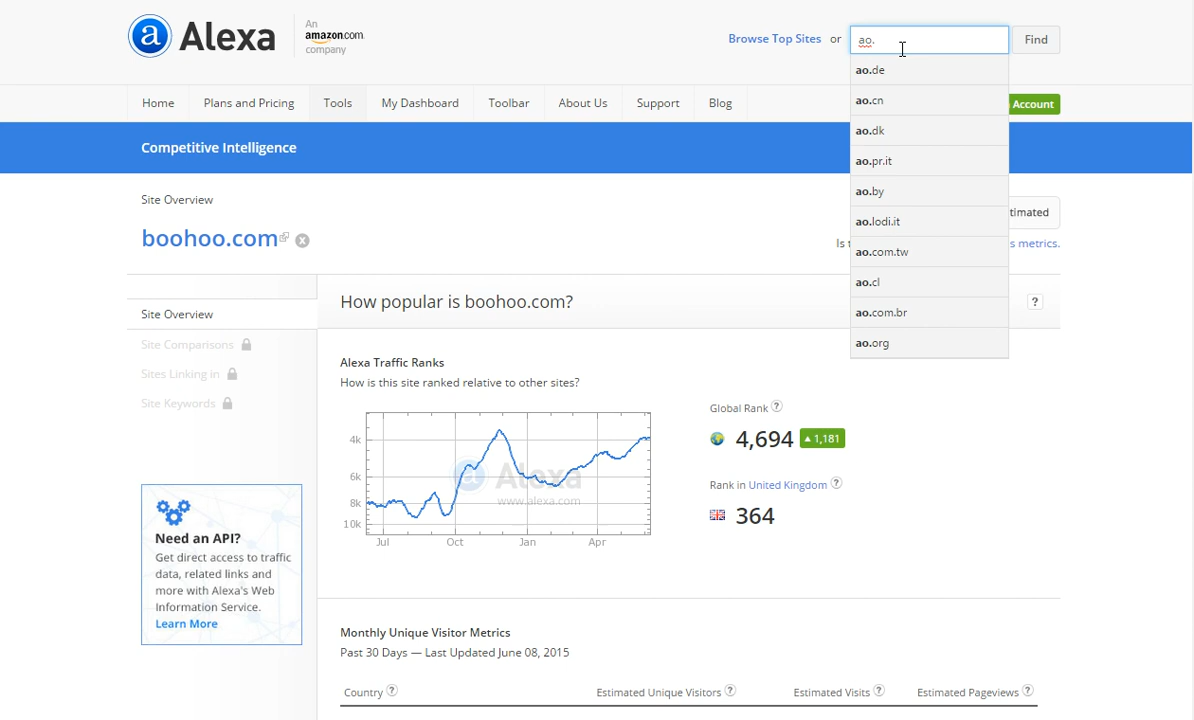 a Alexa
An
amazon.com
company
Browse Top Sites or
ao.
Find
ao.de
ao.cn
ao.dk
ao.pr.it
ao.by
ao.lodi.it
ao.com.tw
ao.cl
ao.com.br
ao.org
Home
Plans and Pricing
Tools
My Dashboard
Toolbar
About Us
Support
Blog
Account
Competitive Intelligence
Site Overview
timated
boohoo.com
s metrics.
Site Overview
Site Comparisons
Sites Linking in
Site Keywords
How popular is boohoo.com?
?
Alexa Traffic Ranks
How is this site ranked relative to other sites?
4k
6k
8k
10k
Jul
Oct
Jan
Apr
a Alexa
www.alexa.com
Global Rank ?
4,694 1,181
Rank in United Kingdom ?
364
Need an API?
Get direct access to traffic
data, related links and
more with Alexa's Web
Information Service.
Learn More
Monthly Unique Visitor Metrics
Past 30 Days — Last Updated June 08, 2015
Country ?
Estimated Unique Visitors ?
Estimated Visits ?
Estimated Pageviews ?